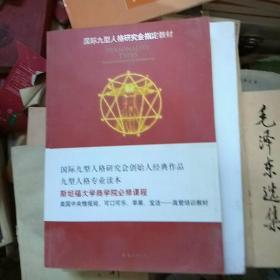 国际九型人格研究会指定教材
PERSONALITY
TYPES
国际九型人格研究会创始人经典作品
九型人格专业读本
斯坦福大学商学院必修课程
美国中央情报局、可口可乐、苹果、宝洁——高管培训教材
毛泽东选集